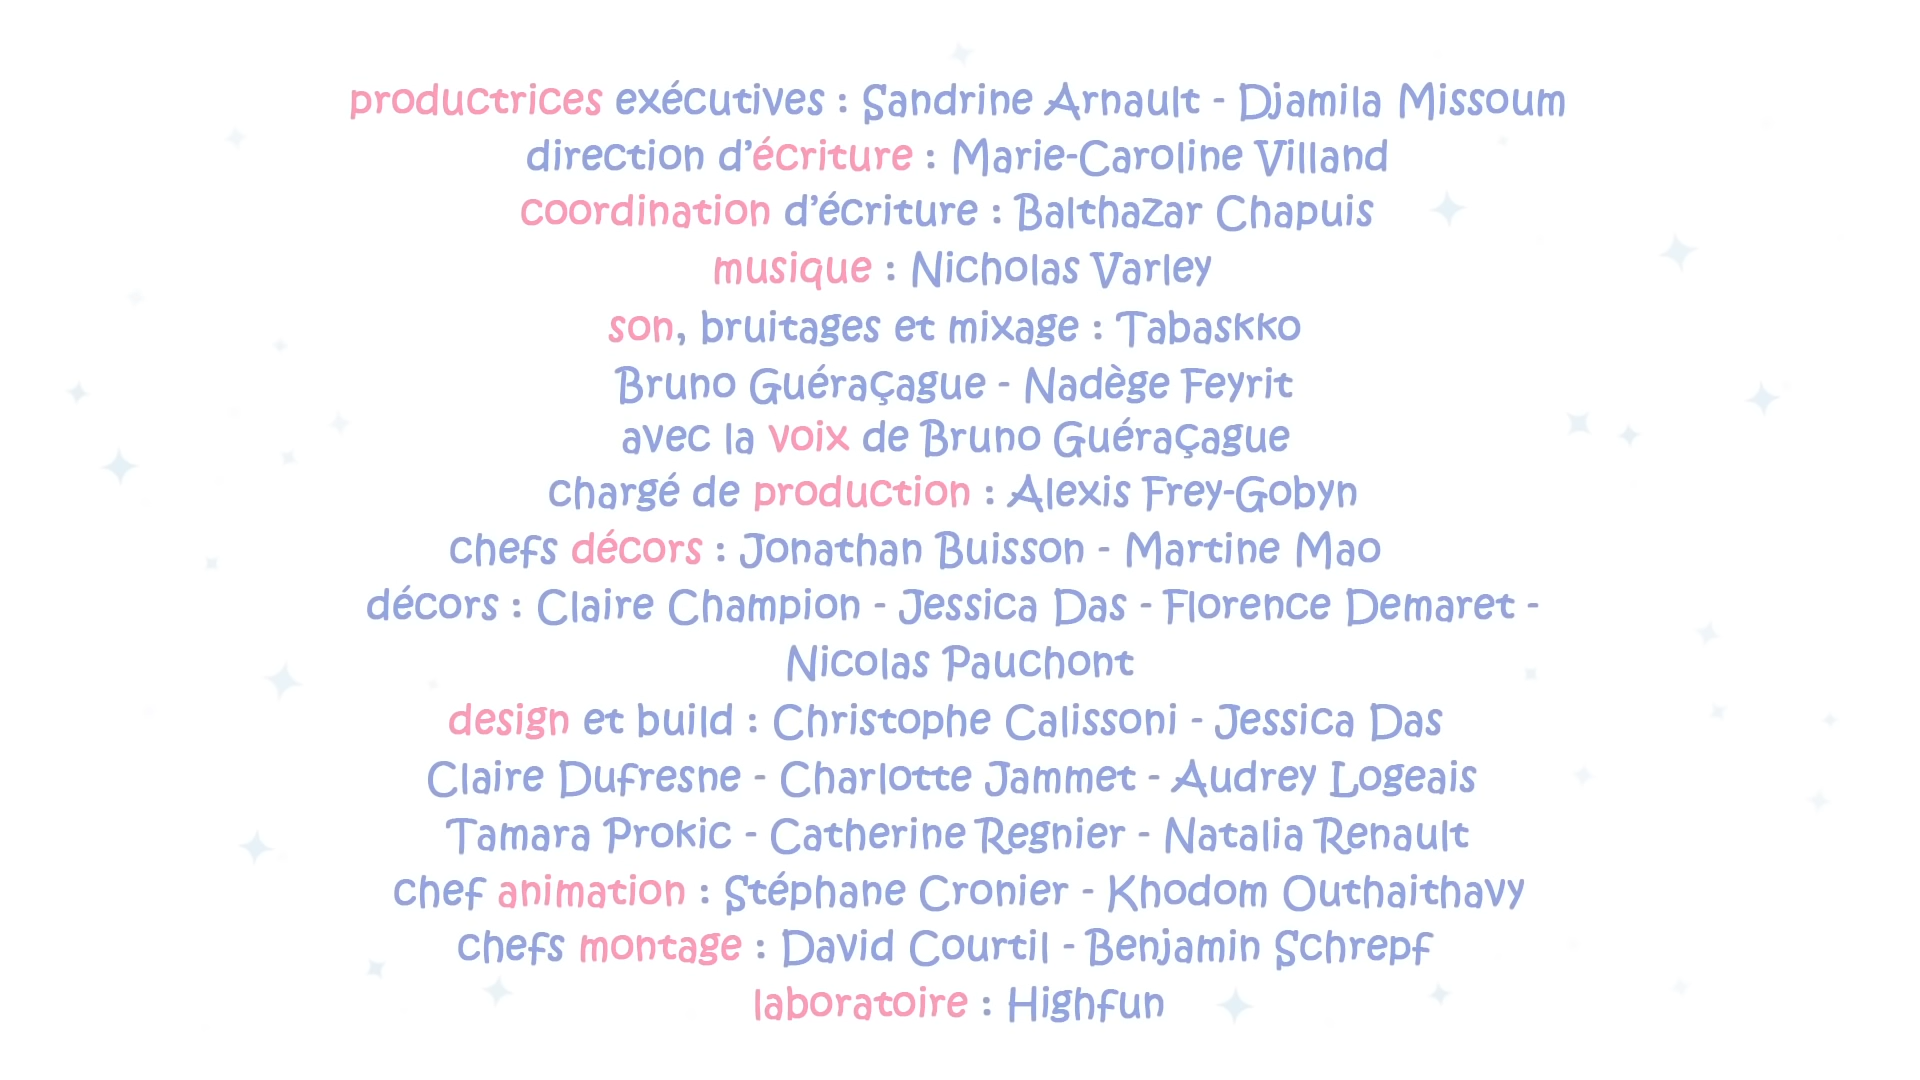 productrices exécutives : Sandrine Arnault - Djamila Missoum
direction d’écriture : Marie-Caroline Villand
coordination d’écriture : Balthazar Chapuis
musique : Nicholas Varley
son, bruitages et mixage : Tabaskko
Bruno Guéraçague - Nadège Feyrit
avec la voix de Bruno Guéraçague
chargé de production : Alexis Frey-Gobyn
chefs décors : Jonathan Buisson - Martine Mao
décors : Claire Champion - Jessica Das - Florence Demaret -
Nicolas Pauchont
design et build : Christophe Calissoni - Jessica Das
Claire Dufresne - Charlotte Jammet - Audrey Logeais
Tamara Prokic - Catherine Regnier - Natalia Renault
chef animation : Stéphane Cronier - Khodom Outhaithavy
chefs montage : David Courtil - Benjamin Schrepf
laboratoire : Highfun